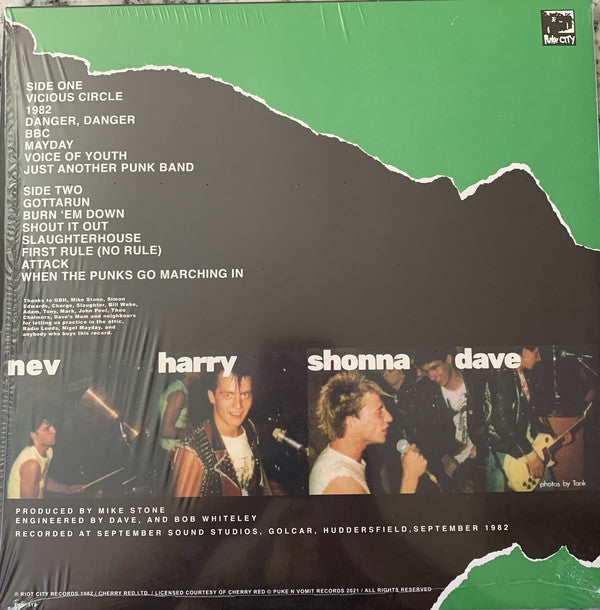 PUKE CITY
SIDE ONE
VICIOUS CIRCLE
1982
DANGER, DANGER
BBC
MAYDAY
VOICE OF YOUTH
JUST ANOTHER PUNK BAND
SIDE TWO
GOTTARUN
BURN 'EM DOWN
SHOUT IT OUT
SLAUGHTERHOUSE
FIRST RULE (NO RULE)
ATTACK
WHEN THE PUNKS GO MARCHING IN
Thanks to GBH, Mike Stone, Simon
Edwards, Chargo, Slaughter, Bill Wake,
Adam, Tony, Mark, John Peel, Theo
Chalmers, Dave's Mum and neighbours
for letting us practice in the attic,
Radio Leeds, Nigel Mayday, and
anybody who buys this record.
nev harry shonna dave
photos by Tank
PRODUCED BY MIKE STONE
ENGINEERED BY DAVE, AND BOB WHITELEY
RECORDED AT SEPTEMBER SOUND STUDIOS, GOLCAR, HUDDERSFIELD,SEPTEMBER 1982
℗ RIOT CITY RECORDS 1982 / CHERRY RED LTD. / LICENSED COURTESY OF CHERRY RED © PUKE N VOMIT RECORDS 2021 / ALL RIGHTS RESERVED